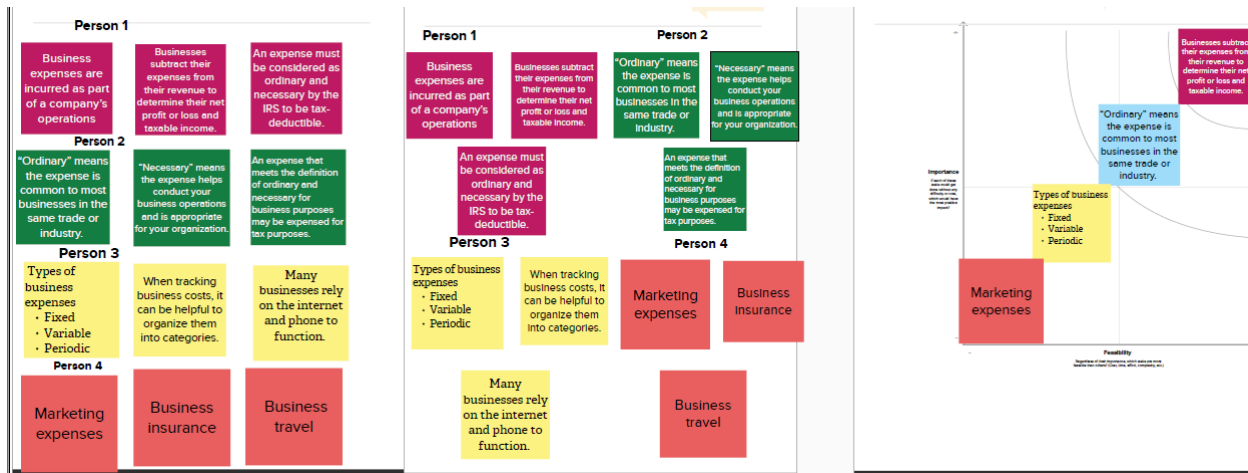 Person 1
Business
expenses are
incurred as part
of a company's
operations
Businesses
subtract their
expenses from
their revenue to
determine their net
profit or loss and
taxable income.
An expense must
be considered as
ordinary and
necessary by the
IRS to be tax-
deductible.
Person 2
"Ordinary" means
the expense is
common to most
businesses in the
same trade or
industry.
"Necessary" means
the expense helps
conduct your
business operations
and is appropriate
for your organization.
An expense that
meets the definition
of ordinary and
necessary for
business purposes
may be expensed for
tax purposes.
Person 3
Types of
business
expenses
• Fixed
• Variable
• Periodic
When tracking
business costs, it
can be helpful to
organize them
into categories.
Many
businesses rely
on the internet
and phone to
function.
Person 4
Marketing
expenses
Business
insurance
Business
travel
Person 1
Business
expenses are
incurred as part
of a company's
operations
Businesses subtract
their expenses from
their revenue to
determine their net
profit or loss and
taxable income.
An expense must
be considered as
ordinary and
necessary by the
IRS to be tax-
deductible.
Person 2
"Ordinary" means
the expense is
common to most
businesses in the
same trade or
industry.
"Necessary" means
the expense helps
conduct your
business operations
and is appropriate
for your organization.
An expense that
meets the definition
of ordinary and
necessary for
business purposes
may be expensed for
tax purposes.
Person 3
Types of business
expenses
• Fixed
• Variable
• Periodic
When tracking
business costs, it
can be helpful to
organize them
into categories.
Many
businesses rely
on the internet
and phone to
function.
Person 4
Marketing
expenses
Business
insurance
Business
travel
Businesses subtract
their expenses from
their revenue to
determine their net
profit or loss and
taxable income.
"Ordinary" means
the expense is
common to most
businesses in the
same trade or
industry.
Importance
Types of business
expenses
• Fixed
• Variable
• Periodic
Marketing
expenses
Feasibility